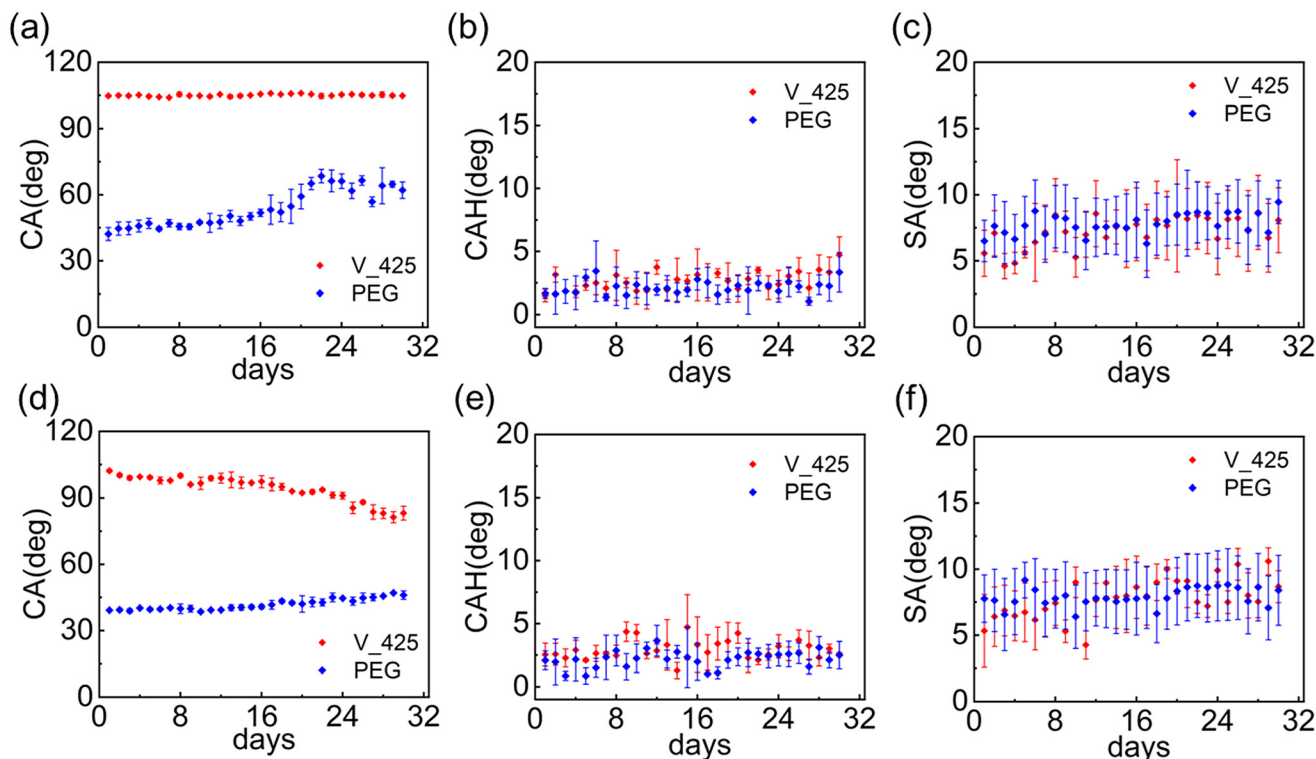 (a)
120
90
60
30
0
CA(deg)
V_425
PEG
0 8 16 24 32
days
(b)
20
15
10
5
0
CAH(deg)
V_425
PEG
0 8 16 24 32
days
(c)
20
15
10
5
0
SA(deg)
V_425
PEG
0 8 16 24 32
days
(d)
120
90
60
30
0
CA(deg)
V_425
PEG
0 8 16 24 32
days
(e)
20
15
10
5
0
CAH(deg)
V_425
PEG
0 8 16 24 32
days
(f)
20
15
10
5
0
SA(deg)
V_425
PEG
0 8 16 24 32
days